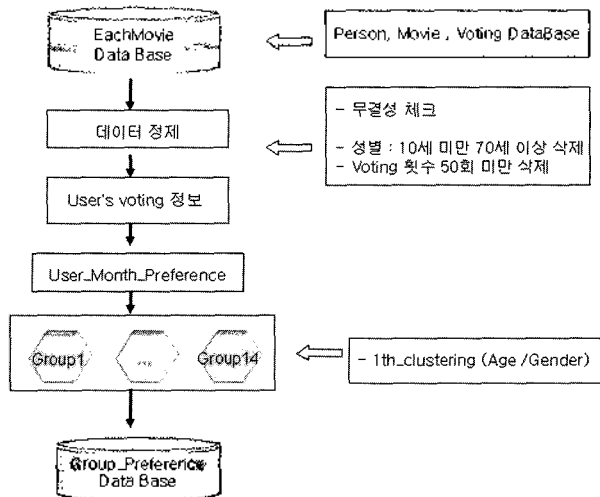 EachMovie
Data Base
Person, Movie , Voting DataBase
데이터 정제
- 무결성 체크
- 성별 : 10세 미만 70세 이상 삭제
- Voting 횟수 50회 미만 삭제
User's voting 정보
User_Month_Preference
Group1
...
Group14
- 1th_clustering (Age /Gender)
Group_Preference
Data Base